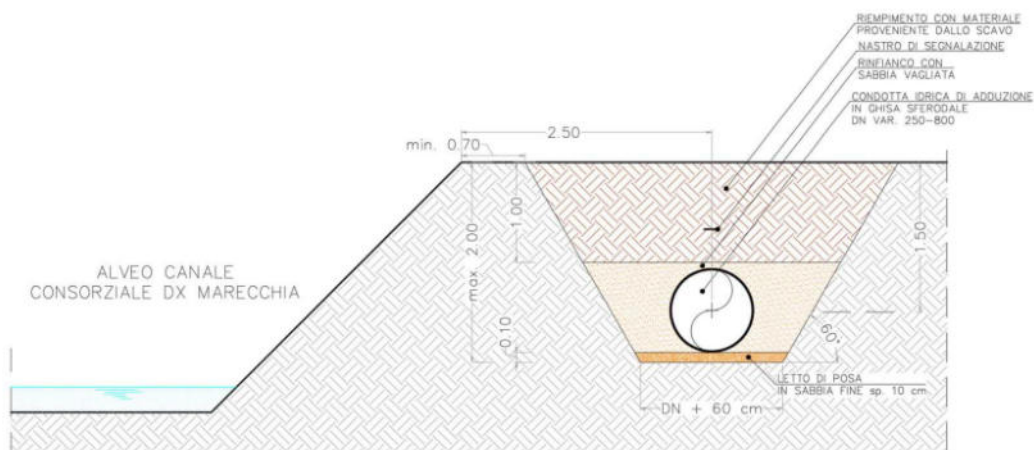 RIEMPIMENTO CON MATERIALE
PROVENIENTE DALLO SCAVO
NASTRO DI SEGNALAZIONE
RINFIANCO CON
SABBIA VAGLIATA
CONDOTTA IDRICA DI ADDUZIONE
IN GHISA SFERODALE
DN VAR. 250-800
2.50
min. 0.70
1.00
max 2.00
1.50
ALVEO CANALE
CONSORZIALE DX MARECCHIA
0.10
60°
LETTO DI POSA
IN SABBIA FINE sp. 10 cm
DN + 60 cm